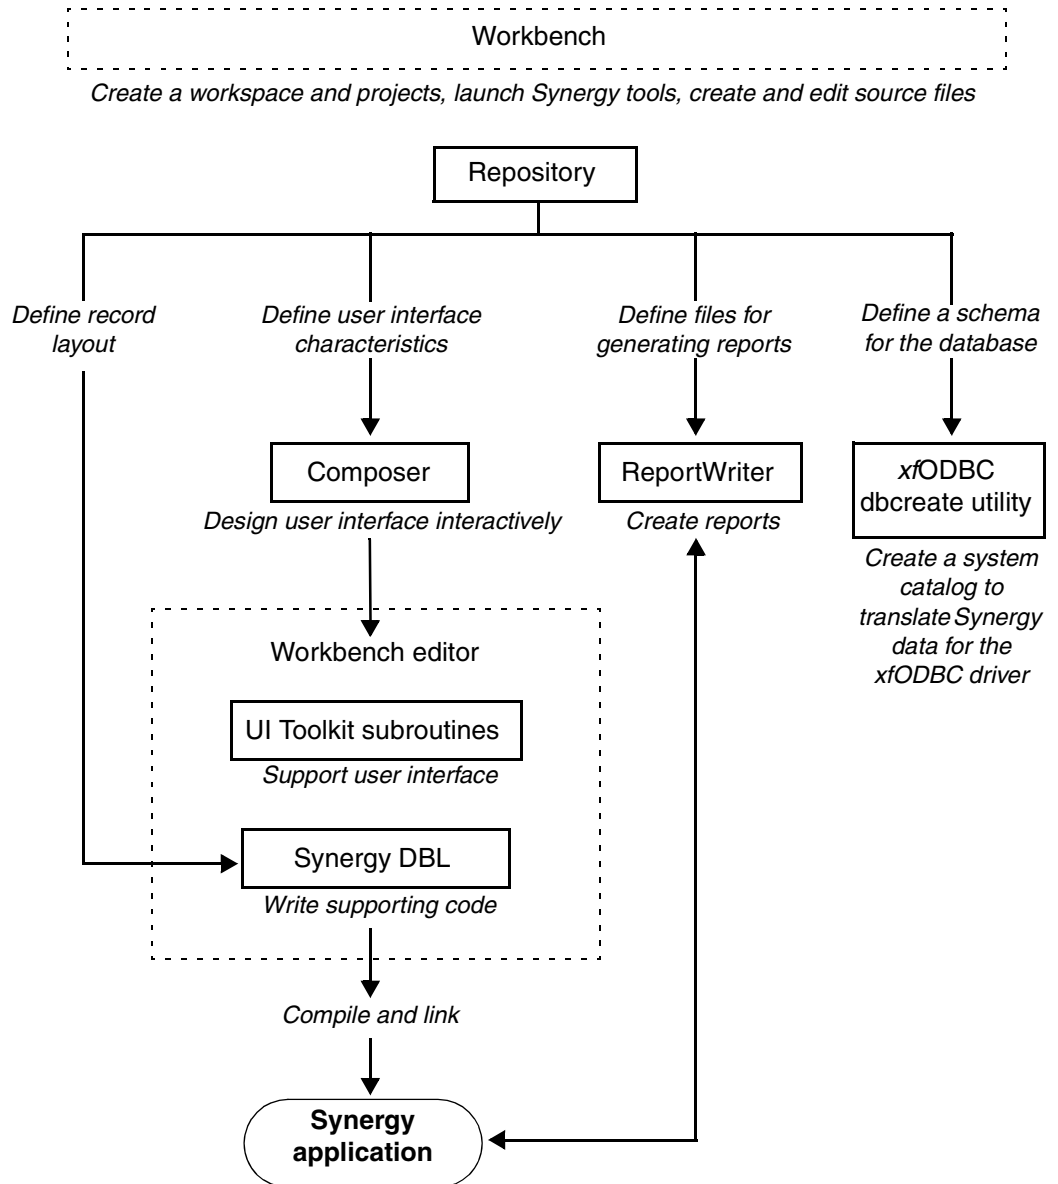 Workbench
Create a workspace and projects, launch Synergy tools, create and edit source files
Repository
Define record
layout
Define user interface
characteristics
Define files for
generating reports
Define a schema
for the database
Composer
Design user interface interactively
ReportWriter
Create reports
xfODBC
dbcreate utility
Create a system
catalog to
translate Synergy
data for the
xfODBC driver
Workbench editor
UI Toolkit subroutines
Support user interface
Synergy DBL
Write supporting code
Compile and link
Synergy
application